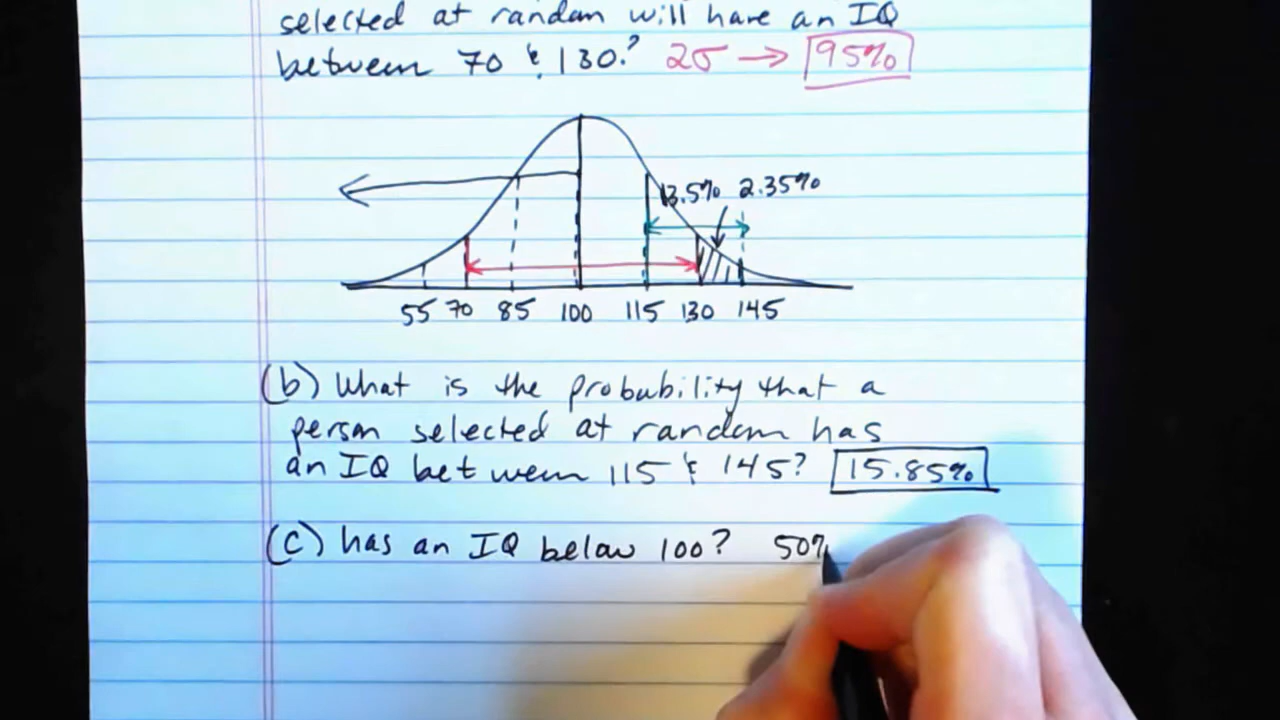 selected at random will have an IQ
between 70 & 130? 2σ → 95%
13.5% 2.35%
55 70 85 100 115 130 145
(b) What is the probability that a
person selected at random has
an IQ between 115 & 145? 15.85%
(c) has an IQ below 100? 50%